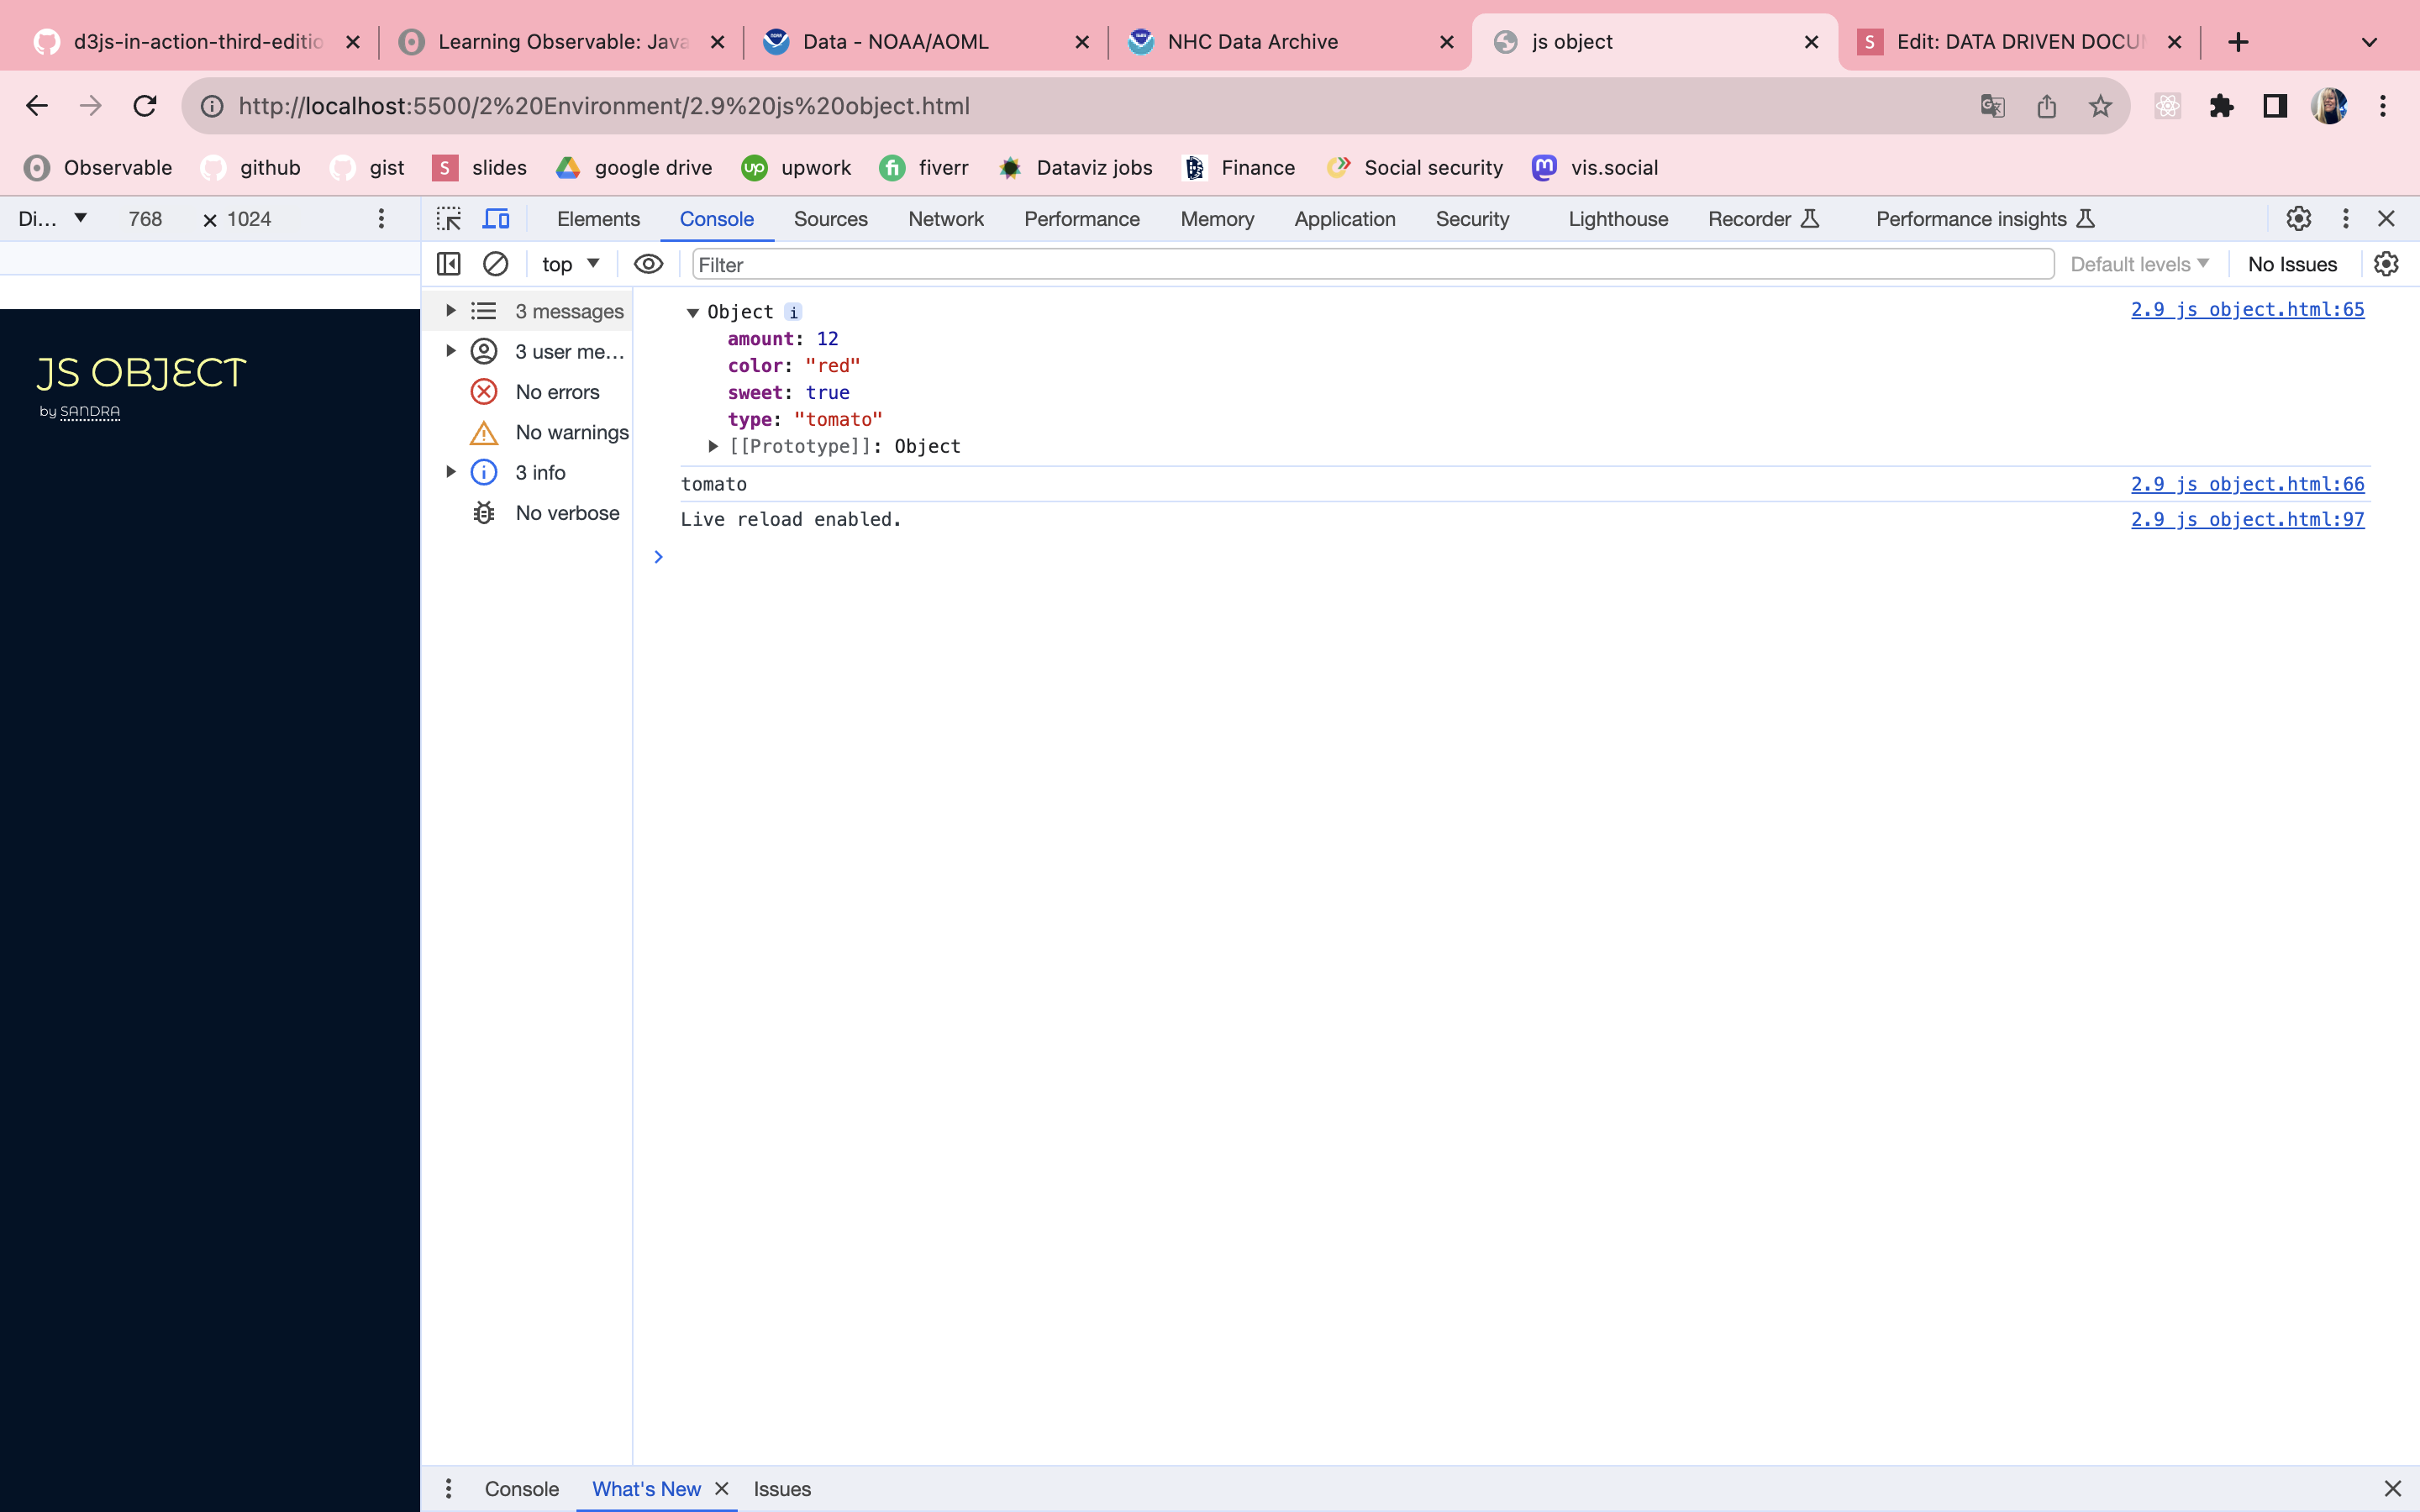 d3js-in-action-third-editio
Learning Observable: Java
Data - NOAA/AOML
NHC Data Archive
js object
S Edit: DATA DRIVEN DOCUM
http://localhost:5500/2%20Environment/2.9%20js%20object.html
Observable github gist S slides google drive up upwork fi fiverr Dataviz jobs Finance Social security m vis.social
Di... 768 × 1024
Elements Console Sources Network Performance Memory Application Security Lighthouse Recorder Performance insights
top Filter Default levels No Issues
JS OBJECT
by SANDRA
3 messages
3 user me...
No errors
No warnings
3 info
No verbose
Object i 2.9 js object.html:65
amount: 12
color: "red"
sweet: true
type: "tomato"
[[Prototype]]: Object
tomato 2.9 js object.html:66
Live reload enabled. 2.9 js object.html:97
Console What's New Issues